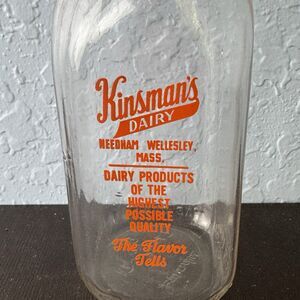 Kinsman's
DAIRY
NEEDHAM WELLESLEY,
MASS.
DAIRY PRODUCTS
OF THE
HIGHEST
POSSIBLE
QUALITY
The Flavor
Tells